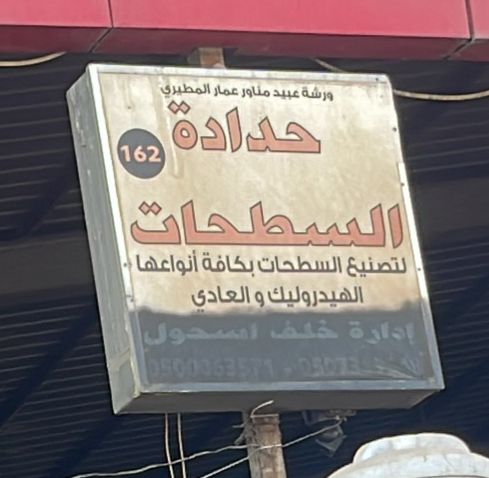 ورشة عبيد مناور عمار المطيري
حدادة
162
السطحات
لتصنيع السطحات بكافة أنواعها
الهيدروليك و العادي
إدارة خلف